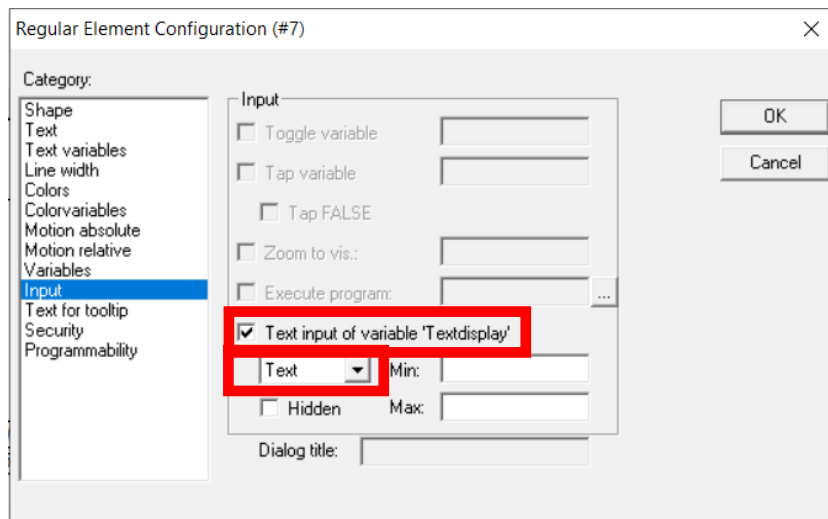 Regular Element Configuration (#7)
Category:
Shape
Text
Text variables
Line width
Colors
Colorvariables
Motion absolute
Motion relative
Variables
Input
Text for tooltip
Security
Programmability
Input
Toggle variable
Tap variable
Tap FALSE
Zoom to vis.:
Execute program:
...
Text input of variable 'Textdisplay'
Text
Min:
Hidden
Max:
Dialog title:
OK
Cancel